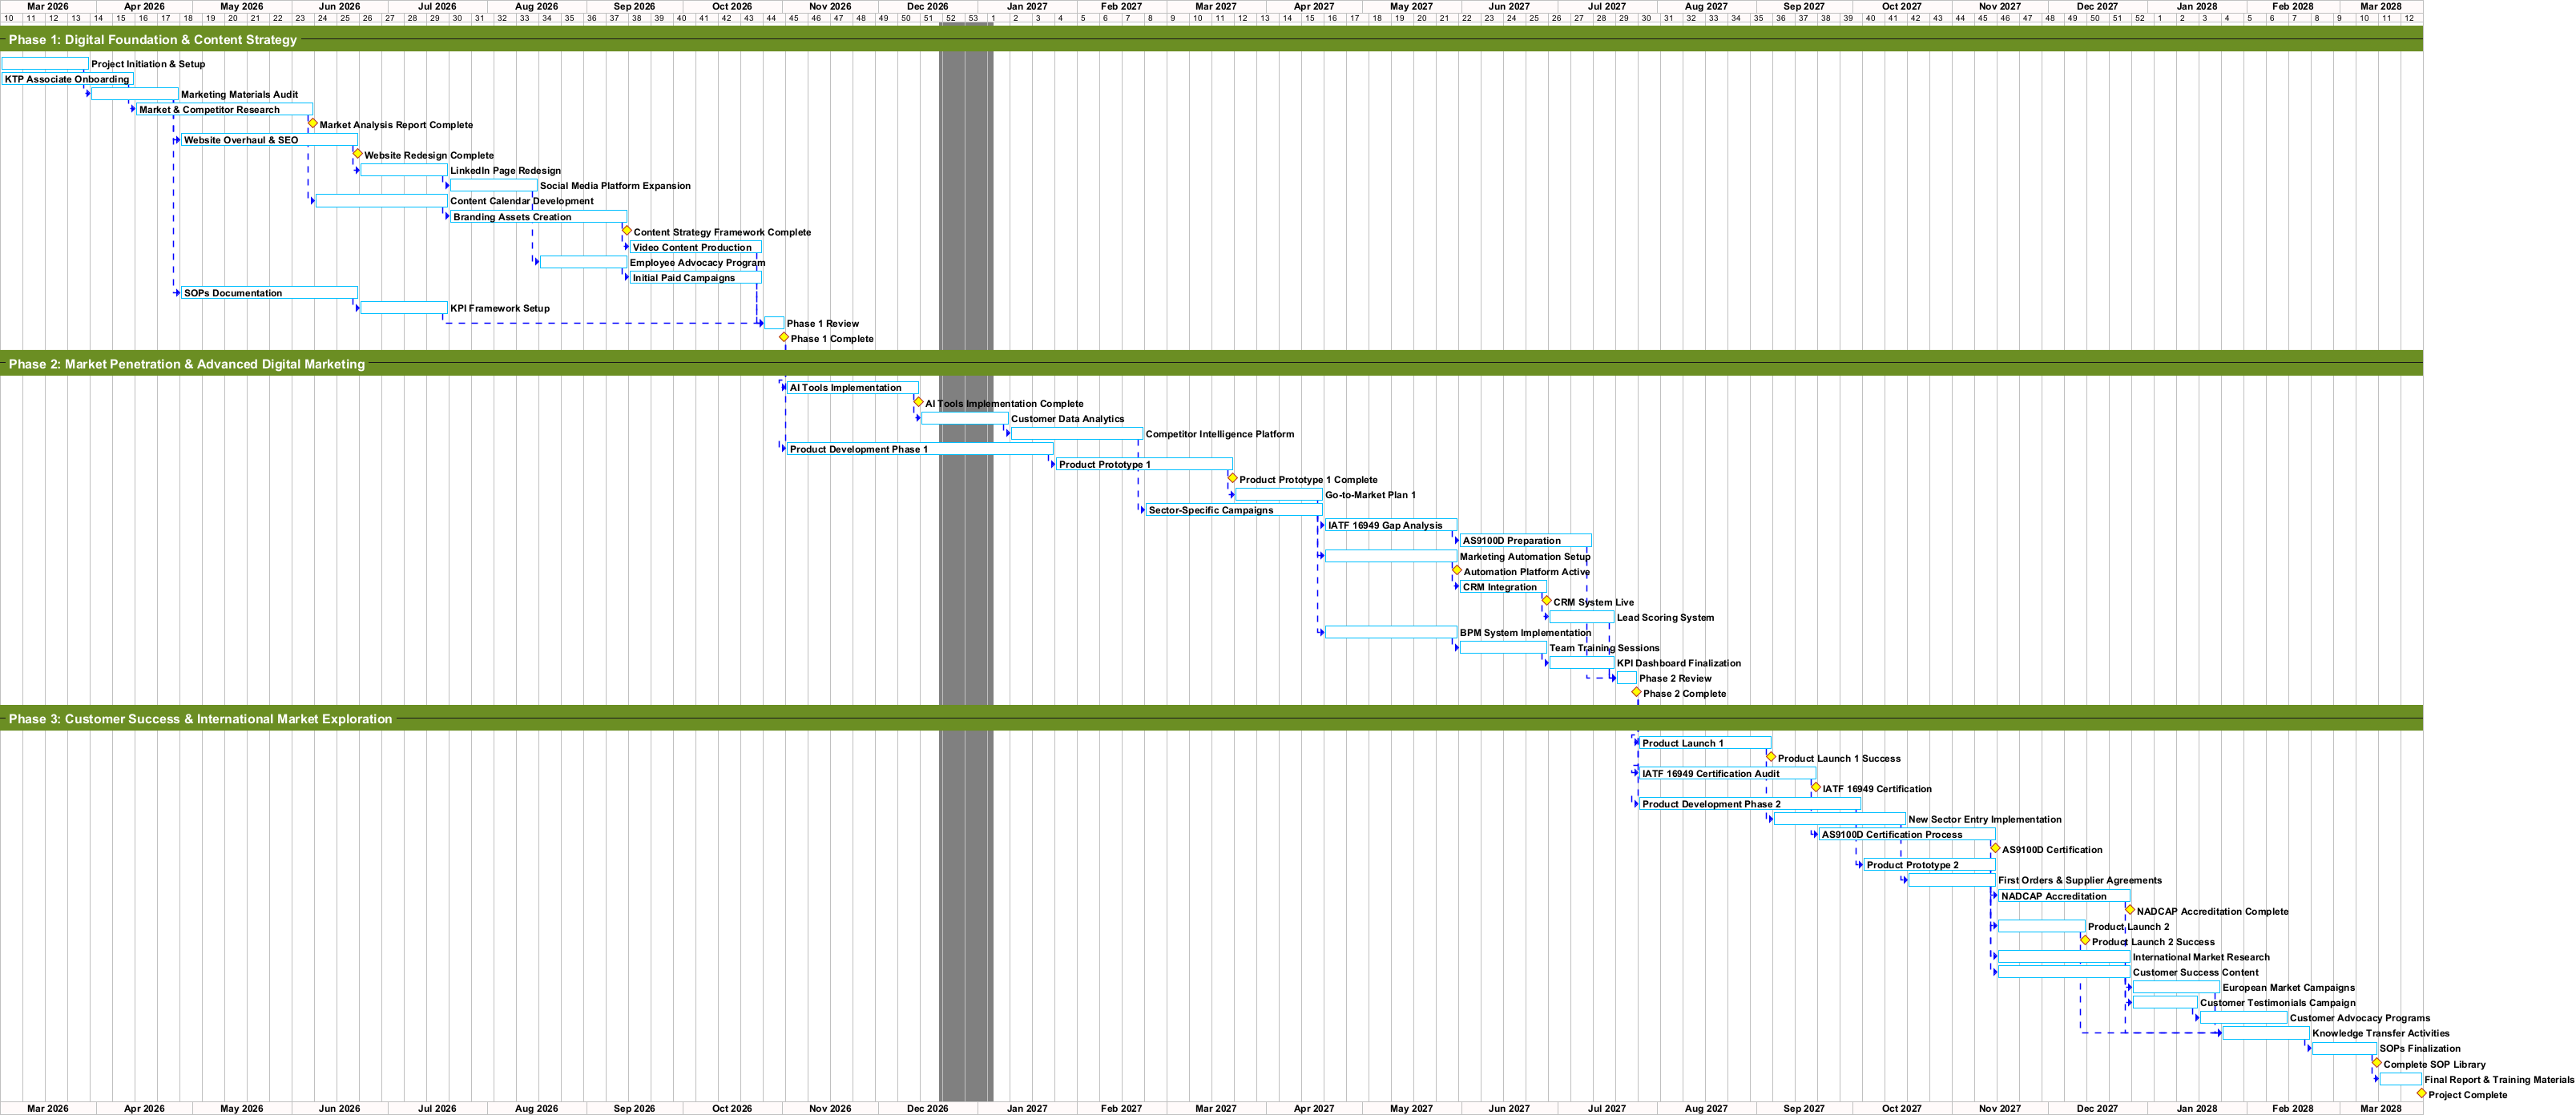 Mar 2026 Apr 2026 May 2026 Jun 2026 Jul 2026 Aug 2026 Sep 2026 Oct 2026 Nov 2026 Dec 2026 Jan 2027 Feb 2027 Mar 2027 Apr 2027 May 2027 Jun 2027 Jul 2027 Aug 2027 Sep 2027 Oct 2027 Nov 2027 Dec 2027 Jan 2028 Feb 2028 Mar 2028
10 11 12 13 14 15 16 17 18 19 20 21 22 23 24 25 26 27 28 29 30 31 32 33 34 35 36 37 38 39 40 41 42 43 44 45 46 47 48 49 50 51 52 53 1 2 3 4 5 6 7 8 9 10 11 12 13 14 15 16 17 18 19 20 21 22 23 24 25 26 27 28 29 30 31 32 33 34 35 36 37 38 39 40 41 42 43 44 45 46 47 48 49 50 51 52 1 2 3 4 5 6 7 8 9 10 11 12
Phase 1: Digital Foundation & Content Strategy
Project Initiation & Setup
KTP Associate Onboarding
Marketing Materials Audit
Market & Competitor Research
Market Analysis Report Complete
Website Overhaul & SEO
Website Redesign Complete
LinkedIn Page Redesign
Social Media Platform Expansion
Content Calendar Development
Branding Assets Creation
Content Strategy Framework Complete
Video Content Production
Employee Advocacy Program
Initial Paid Campaigns
SOPs Documentation
KPI Framework Setup
Phase 1 Review
Phase 1 Complete
Phase 2: Market Penetration & Advanced Digital Marketing
AI Tools Implementation
AI Tools Implementation Complete
Customer Data Analytics
Competitor Intelligence Platform
Product Development Phase 1
Product Prototype 1
Product Prototype 1 Complete
Go-to-Market Plan 1
Sector-Specific Campaigns
IATF 16949 Gap Analysis
AS9100D Preparation
Marketing Automation Setup
Automation Platform Active
CRM Integration
CRM System Live
Lead Scoring System
BPM System Implementation
Team Training Sessions
KPI Dashboard Finalization
Phase 2 Review
Phase 2 Complete
Phase 3: Customer Success & International Market Exploration
Product Launch 1
Product Launch 1 Success
IATF 16949 Certification Audit
IATF 16949 Certification
Product Development Phase 2
New Sector Entry Implementation
AS9100D Certification Process
AS9100D Certification
Product Prototype 2
First Orders & Supplier Agreements
NADCAP Accreditation
NADCAP Accreditation Complete
Product Launch 2
Product Launch 2 Success
International Market Research
Customer Success Content
European Market Campaigns
Customer Testimonials Campaign
Customer Advocacy Programs
Knowledge Transfer Activities
SOPs Finalization
Complete SOP Library
Final Report & Training Materials
Project Complete
Mar 2026 Apr 2026 May 2026 Jun 2026 Jul 2026 Aug 2026 Sep 2026 Oct 2026 Nov 2026 Dec 2026 Jan 2027 Feb 2027 Mar 2027 Apr 2027 May 2027 Jun 2027 Jul 2027 Aug 2027 Sep 2027 Oct 2027 Nov 2027 Dec 2027 Jan 2028 Feb 2028 Mar 2028